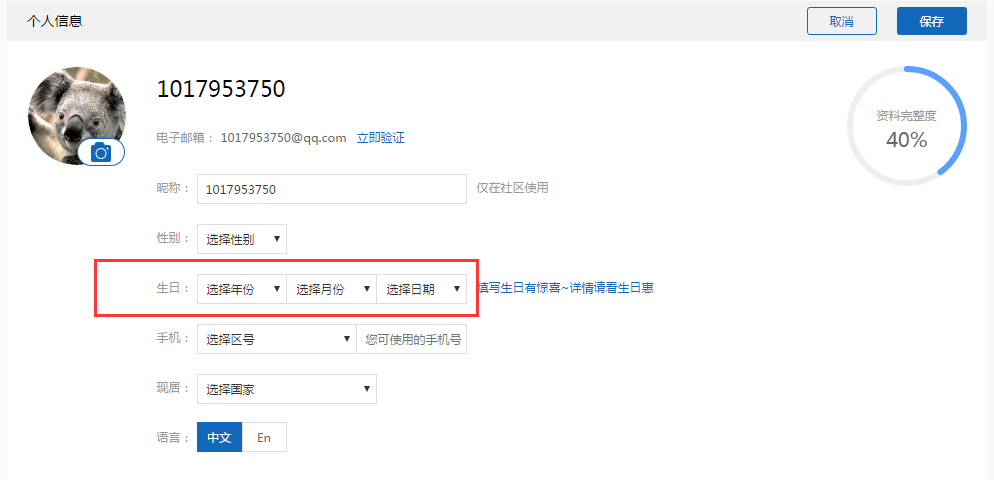 个人信息 取消 保存
1017953750
资料完整度
40%
电子邮箱： 1017953750@qq.com 立即验证
昵称： 1017953750 仅在社区使用
性别： 选择性别
生日： 选择年份 选择月份 选择日期 填写生日有惊喜~详情请看生日惠
手机： 选择区号 您可使用的手机号
现居： 选择国家
语言： 中文 En